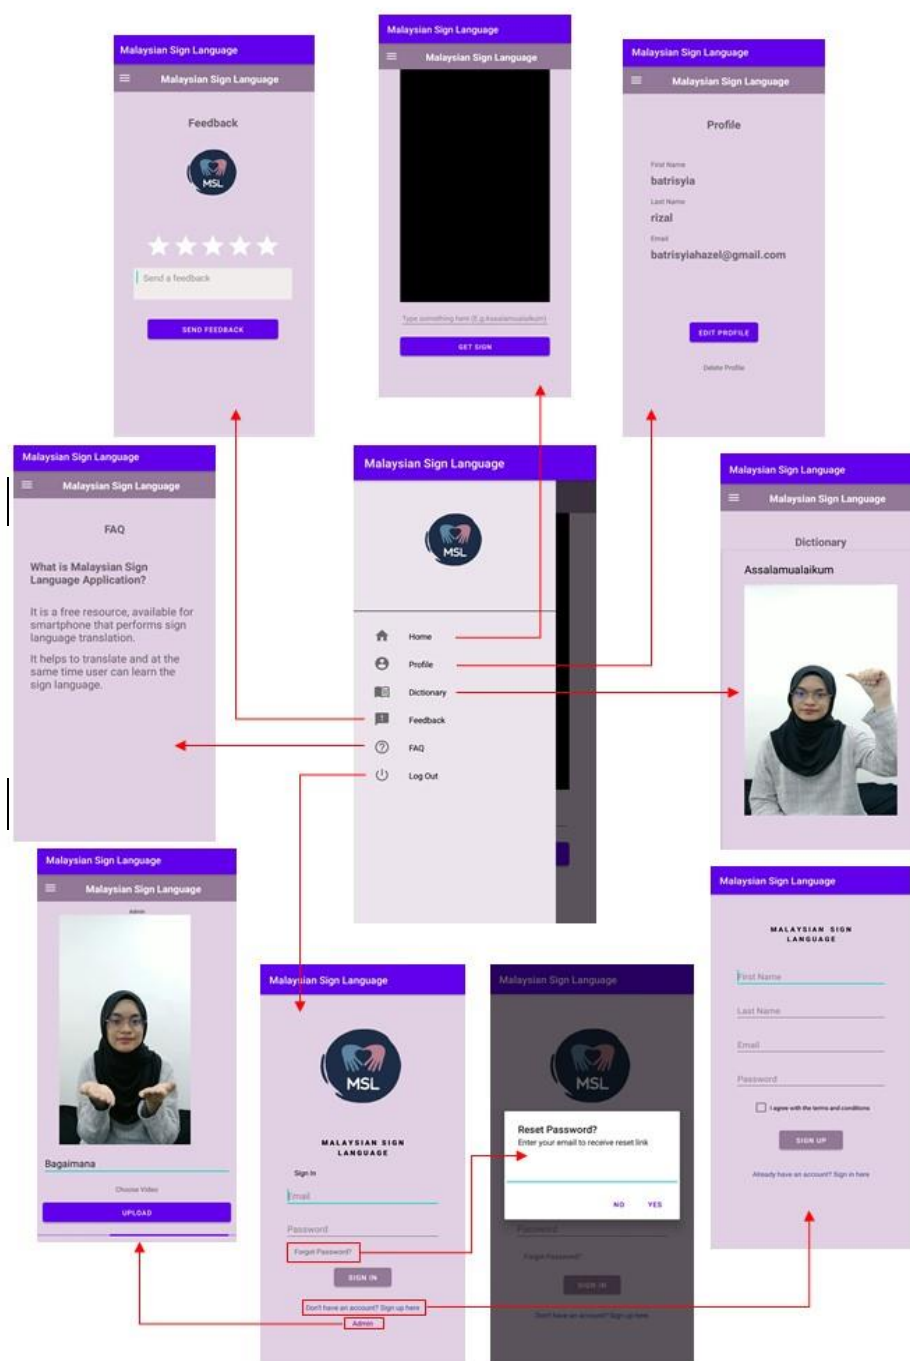 Malaysian Sign Language
Malaysian Sign Language
Feedback
MSL
Send a feedback
SEND FEEDBACK
Malaysian Sign Language
Malaysian Sign Language
Type something here (E.g Assalamualaikum)
GET SIGN
Malaysian Sign Language
Malaysian Sign Language
Profile
First Name
batrisyia
Last Name
rizal
Email
batrisyiahazel@gmail.com
EDIT PROFILE
Delete Profile
Malaysian Sign Language
Malaysian Sign Language
FAQ
What is Malaysian Sign
Language Application?
It is a free resource, available for
smartphone that performs sign
language translation.
It helps to translate and at the
same time user can learn the
sign language.
Malaysian Sign Language
MSL
Home
Profile
Dictionary
Feedback
FAQ
Log Out
Malaysian Sign Language
Malaysian Sign Language
Dictionary
Assalamualaikum
Malaysian Sign Language
Malaysian Sign Language
Admin
Bagaimana
Choose Video
UPLOAD
Malaysian Sign Language
MSL
MALAYSIAN SIGN
LANGUAGE
Sign In
Email
Password
Forgot Password?
SIGN IN
Don't have an account? Sign up here
Admin
Malaysian Sign Language
MSL
Reset Password?
Enter your email to receive reset link
NO YES
Password
Forgot Password?
SIGN IN
Don't have an account? Sign up here
Malaysian Sign Language
MALAYSIAN SIGN
LANGUAGE
First Name
Last Name
Email
Password
I agree with the terms and conditions
SIGN UP
Already have an account? Sign in here